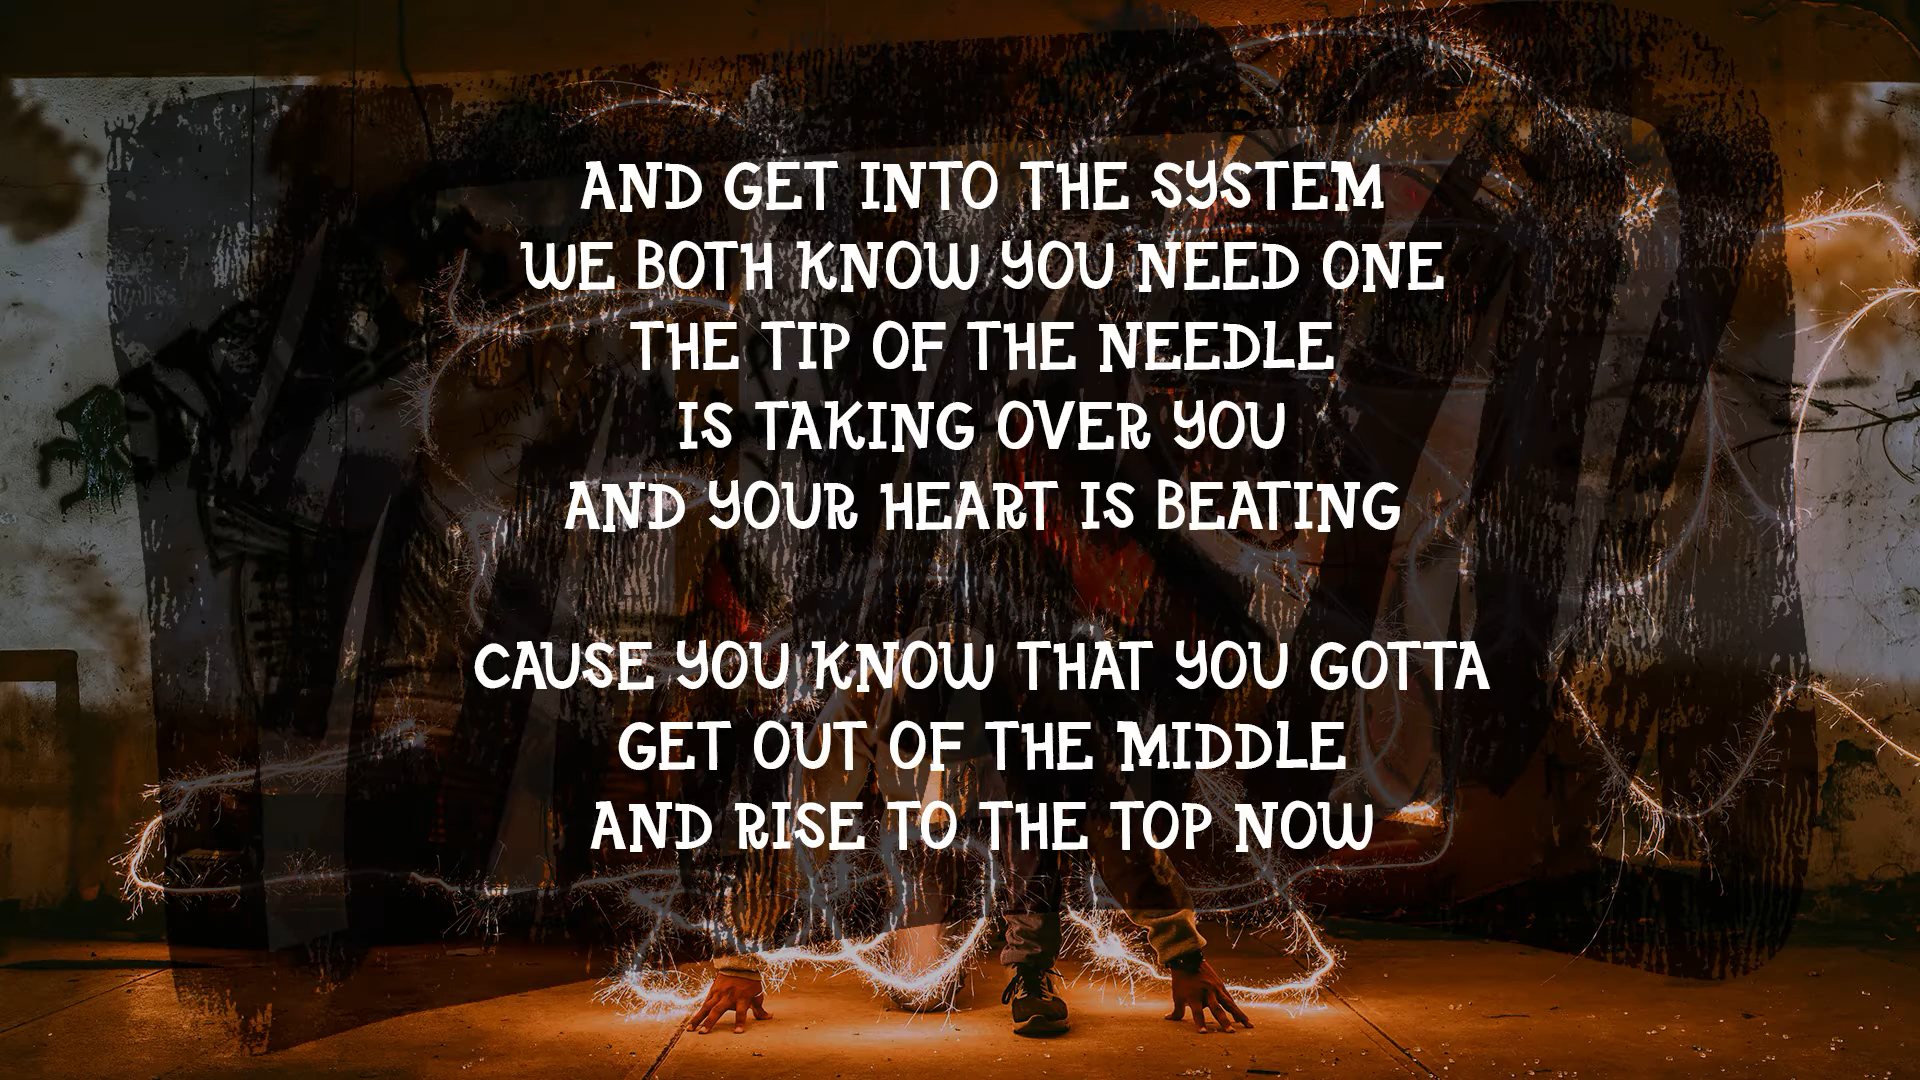 AND GET INTO THE SYSTEM
WE BOTH KNOW YOU NEED ONE
THE TIP OF THE NEEDLE
IS TAKING OVER YOU
AND YOUR HEART IS BEATING
CAUSE YOU KNOW THAT YOU GOTTA
GET OUT OF THE MIDDLE
AND RISE TO THE TOP NOW